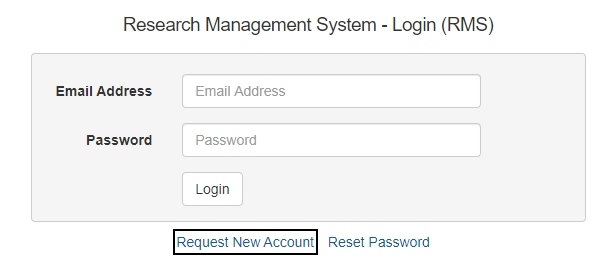 Research Management System - Login (RMS)
Email Address Email Address
Password Password
Login
Request New Account Reset Password